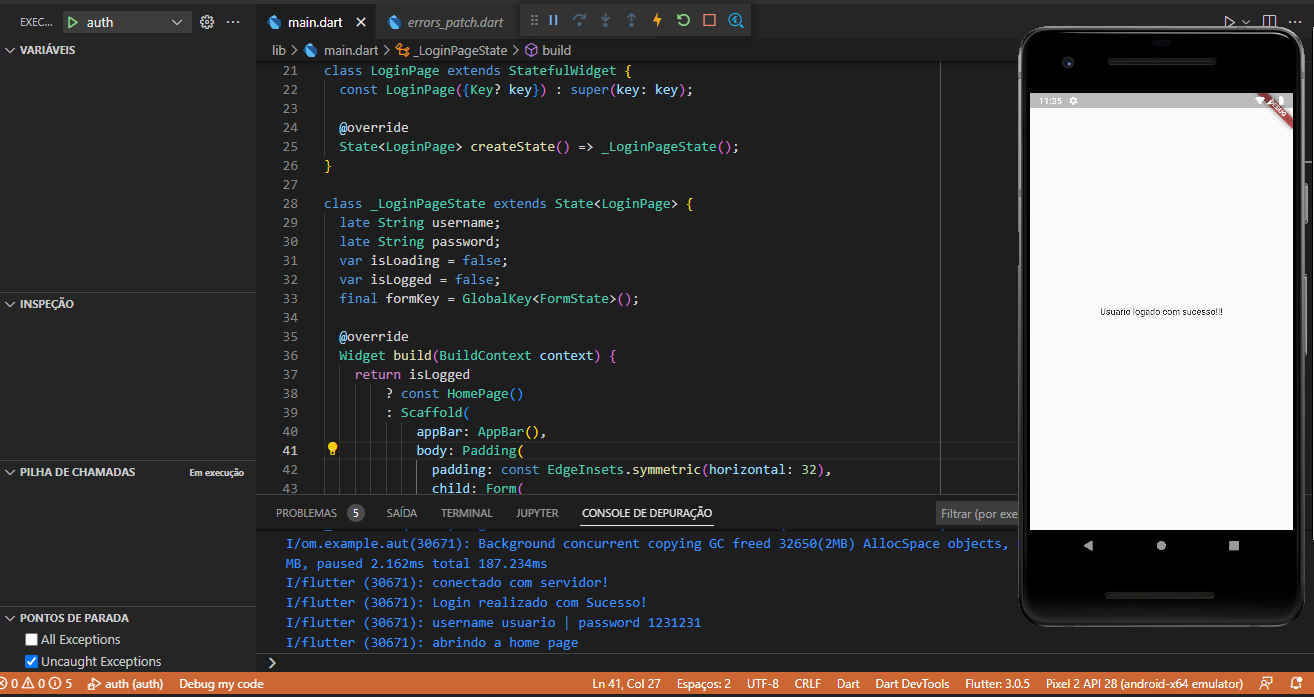 EXEC...
auth
main.dart
errors_patch.dart
lib > main.dart > _LoginPageState > build
VARIÁVEIS
INSPEÇÃO
PILHA DE CHAMADAS
Em execução
PONTOS DE PARADA
All Exceptions
Uncaught Exceptions
21 class LoginPage extends StatefulWidget {
22 const LoginPage({Key? key}) : super(key: key);
23
24 @override
25 State<LoginPage> createState() => _LoginPageState();
26 }
27
28 class _LoginPageState extends State<LoginPage> {
29 late String username;
30 late String password;
31 var isLoading = false;
32 var isLogged = false;
33 final formKey = GlobalKey<FormState>();
34
35 @override
36 Widget build(BuildContext context) {
37 return isLogged
38 ? const HomePage()
39 : Scaffold(
40 appBar: AppBar(),
41 body: Padding(
42 padding: const EdgeInsets.symmetric(horizontal: 32),
43 child: Form(
PROBLEMAS 5 SAÍDA TERMINAL JUPYTER CONSOLE DE DEPURAÇÃO
Filtrar (por exe
I/om.example.aut(30671): Background concurrent copying GC freed 32650(2MB) AllocSpace objects,
MB, paused 2.162ms total 187.234ms
I/flutter (30671): conectado com servidor!
I/flutter (30671): Login realizado com Sucesso!
I/flutter (30671): username usuario | password 1231231
I/flutter (30671): abrindo a home page
11:35
Usuario logado com sucesso!!!
0 0 5 auth (auth) Debug my code
Ln 41, Col 27 Espaços: 2 UTF-8 CRLF Dart Dart DevTools Flutter: 3.0.5 Pixel 2 API 28 (android-x64 emulator)